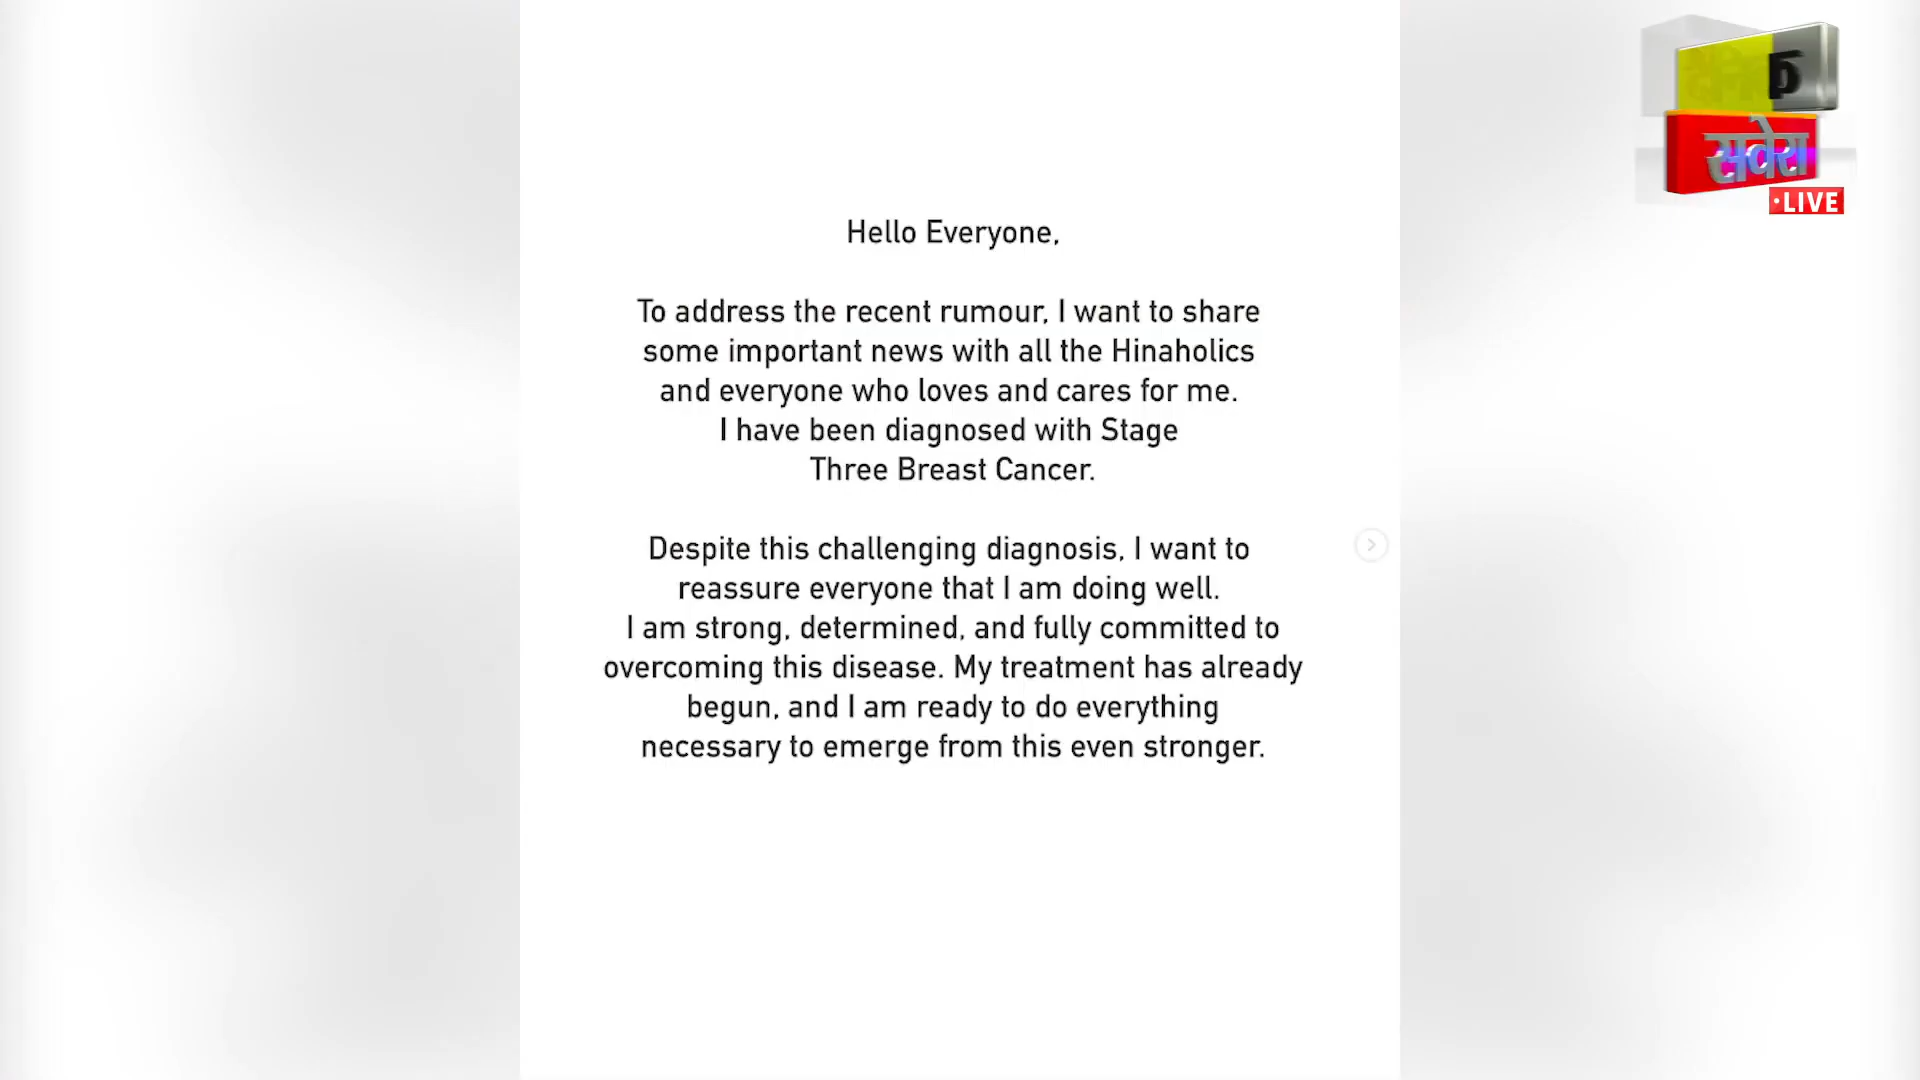 सवेरा
LIVE
Hello Everyone,
To address the recent rumour, I want to share
some important news with all the Hinaholics
and everyone who loves and cares for me.
I have been diagnosed with Stage
Three Breast Cancer.
Despite this challenging diagnosis, I want to
reassure everyone that I am doing well.
I am strong, determined, and fully committed to
overcoming this disease. My treatment has already
begun, and I am ready to do everything
necessary to emerge from this even stronger.